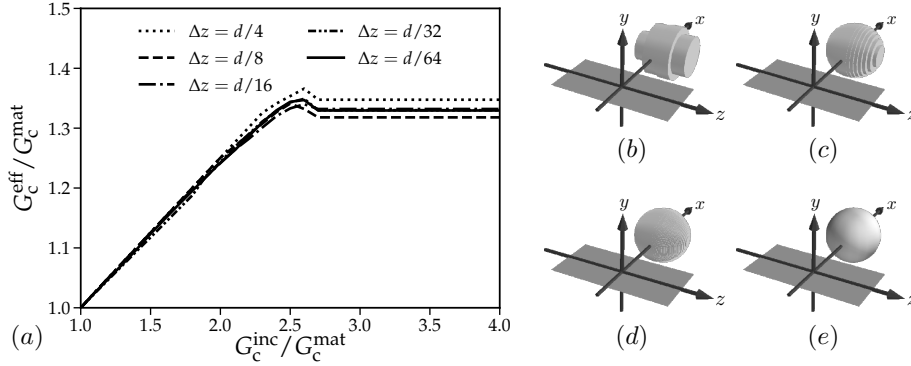 1.5
1.4
1.3
1.2
1.1
1.0
G_c^eff / G_c^mat
Δz = d/4
Δz = d/8
Δz = d/16
Δz = d/32
Δz = d/64
1.0 1.5 2.0 2.5 3.0 3.5 4.0
G_c^inc / G_c^mat
(a)
y x z
(b)
y x z
(c)
y x z
(d)
y x z
(e)